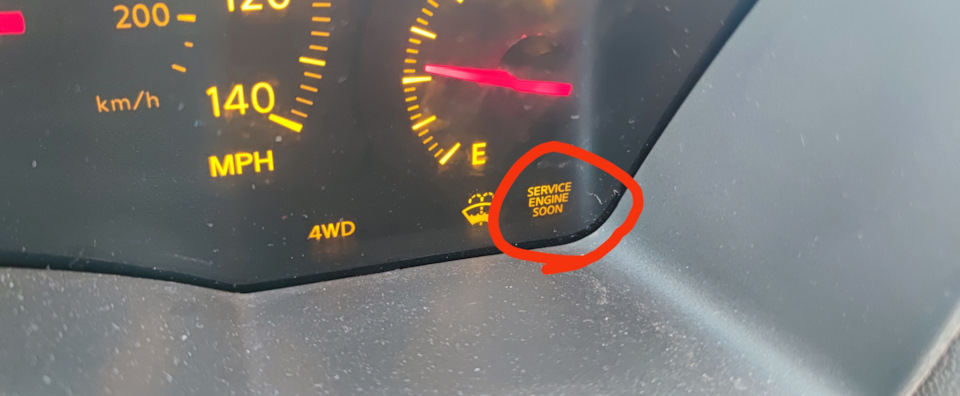 120
200
km/h
140
MPH
E
SERVICE
ENGINE
SOON
4WD